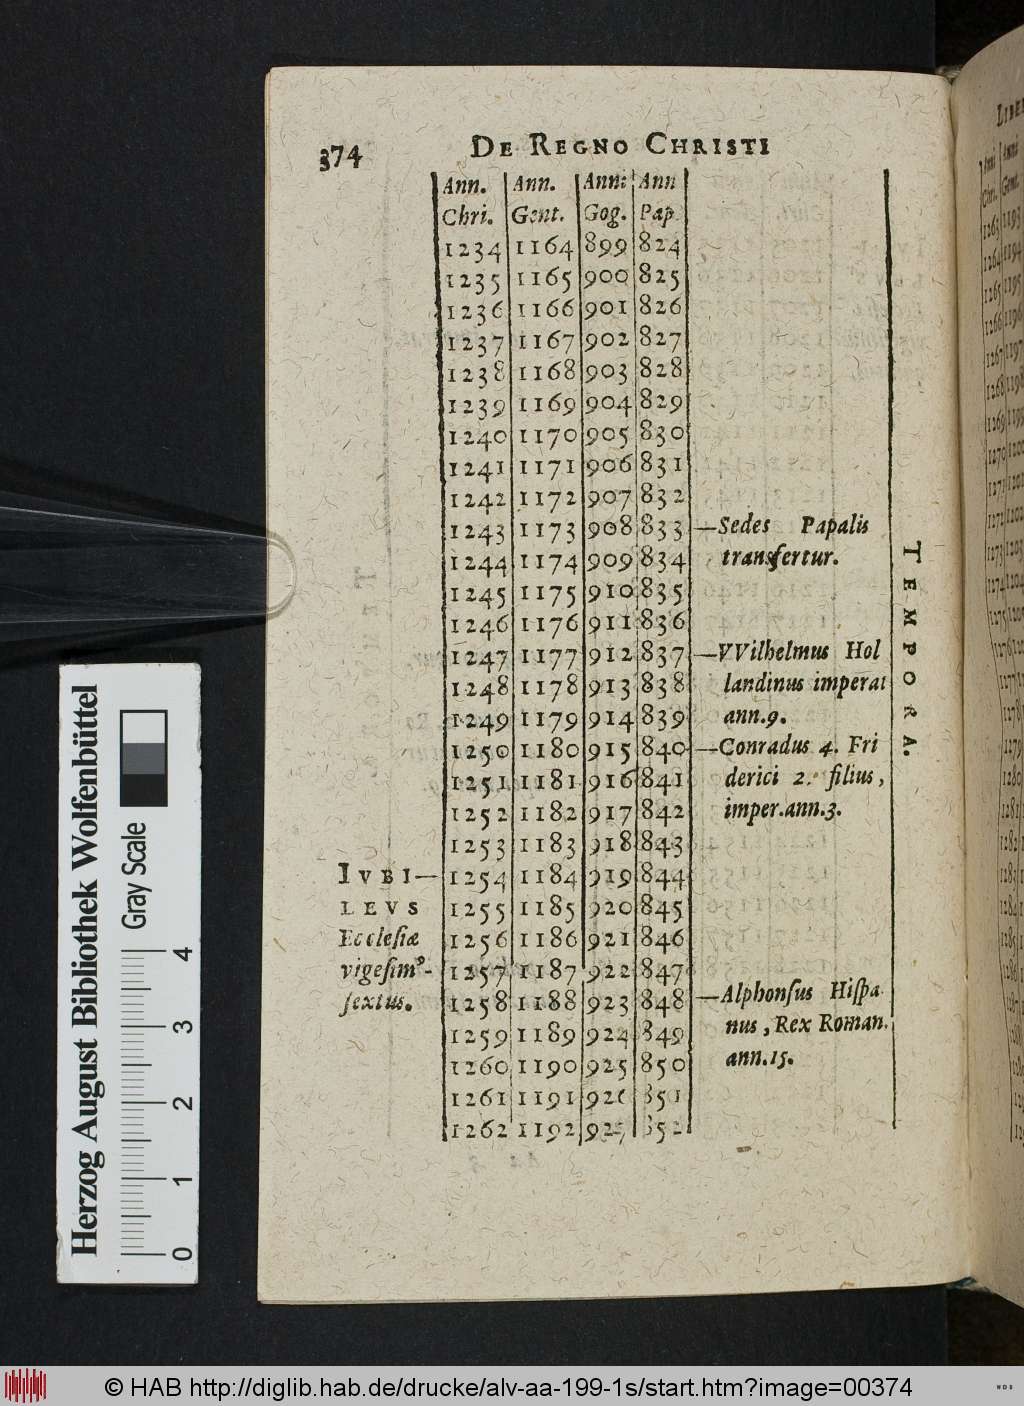 374 DE REGNO CHRISTI
Ann. Ann. Ann: Ann
Chri. Gent. Gog. Pap.
1234 1164 899 824
1235 1165 900 825
1236 1166 901 826
1237 1167 902 827
1238 1168 903 828
1239 1169 904 829
1240 1170 905 830
1241 1171 906 831
1242 1172 907 832
1243 1173 908 833 —Sedes Papalis
1244 1174 909 834 transfertur.
1245 1175 910 835
1246 1176 911 836
1247 1177 912 837 —VVilhelmus Hol
1248 1178 913 838 landinus imperat
1249 1179 914 839 ann.9.
1250 1180 915 840 —Conradus 4. Fri
1251 1181 916 841 derici 2. filius,
1252 1182 917 842 imper.ann.3.
1253 1183 918 843
IVBI— 1254 1184 919 844
LEVS 1255 1185 920 845
Ecclesiæ 1256 1186 921 846
vigesim⁹- 1257 1187 922 847
sextus. 1258 1188 923 848 —Alphonsus Hispa
1259 1189 924 849 nus, Rex Roman.
1260 1190 925 850 ann.15.
1261 1191 926 851
1262 1192 927 852
TEMPORA.
Herzog August Bibliothek Wolfenbüttel
Gray Scale
0 1 2 3 4
© HAB http://diglib.hab.de/drucke/alv-aa-199-1s/start.htm?image=00374